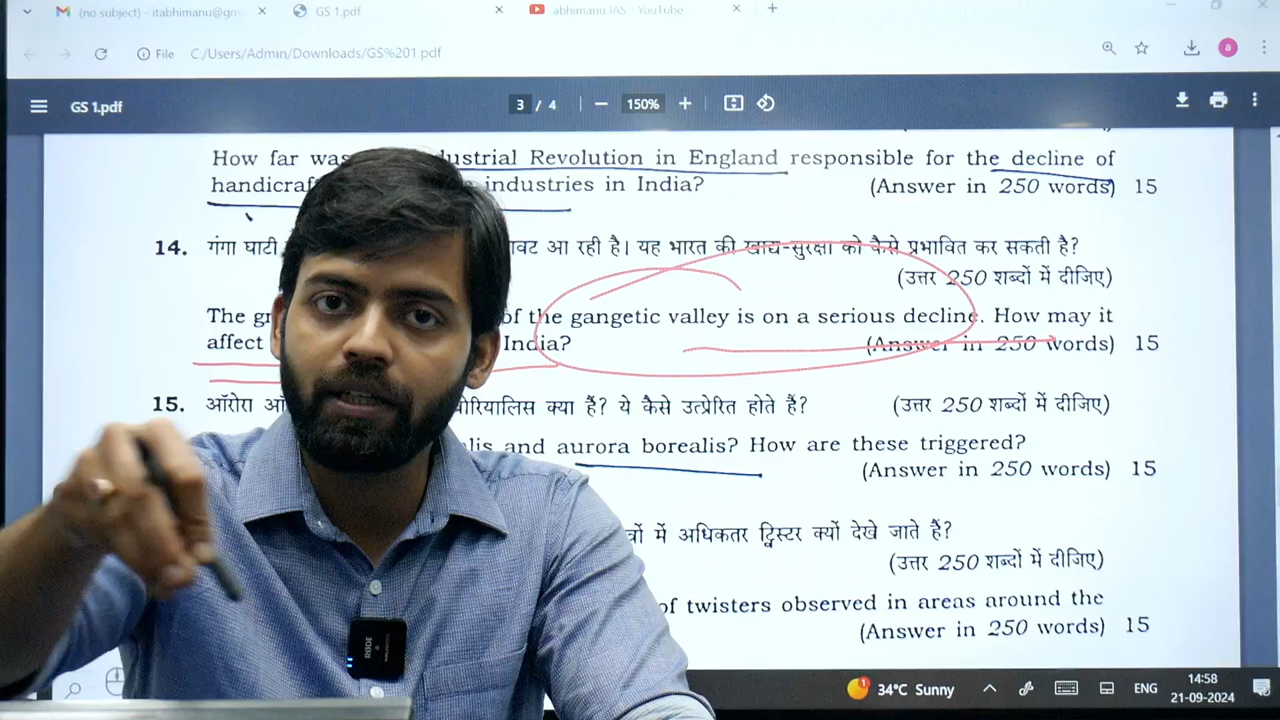 (no subject) - itabhimanu@gm
GS 1.pdf
abhimanu IAS - YouTube
File C:/Users/Admin/Downloads/GS%201.pdf
a
GS 1.pdf
3 / 4
150%
How far was dustrial Revolution in England responsible for the decline of
handicraf industries in India? (Answer in 250 words) 15
14. गंगा घाटी वट आ रही है। यह भारत की खाद्य-सुरक्षा को कैसे प्रभावित कर सकती है?
(उत्तर 250 शब्दों में दीजिए)
The gr of the gangetic valley is on a serious decline. How may it
affect India? (Answer in 250 words) 15
15. ऑरोरा ऑ बोरियालिस क्या हैं? ये कैसे उत्प्रेरित होते हैं? (उत्तर 250 शब्दों में दीजिए)
lis and aurora borealis? How are these triggered?
(Answer in 250 words) 15
में अधिकतर ट्विस्टर क्यों देखे जाते हैं?
(उत्तर 250 शब्दों में दीजिए)
of twisters observed in areas around the
(Answer in 250 words) 15
RØDE
1
34°C Sunny
ENG
14:58
21-09-2024